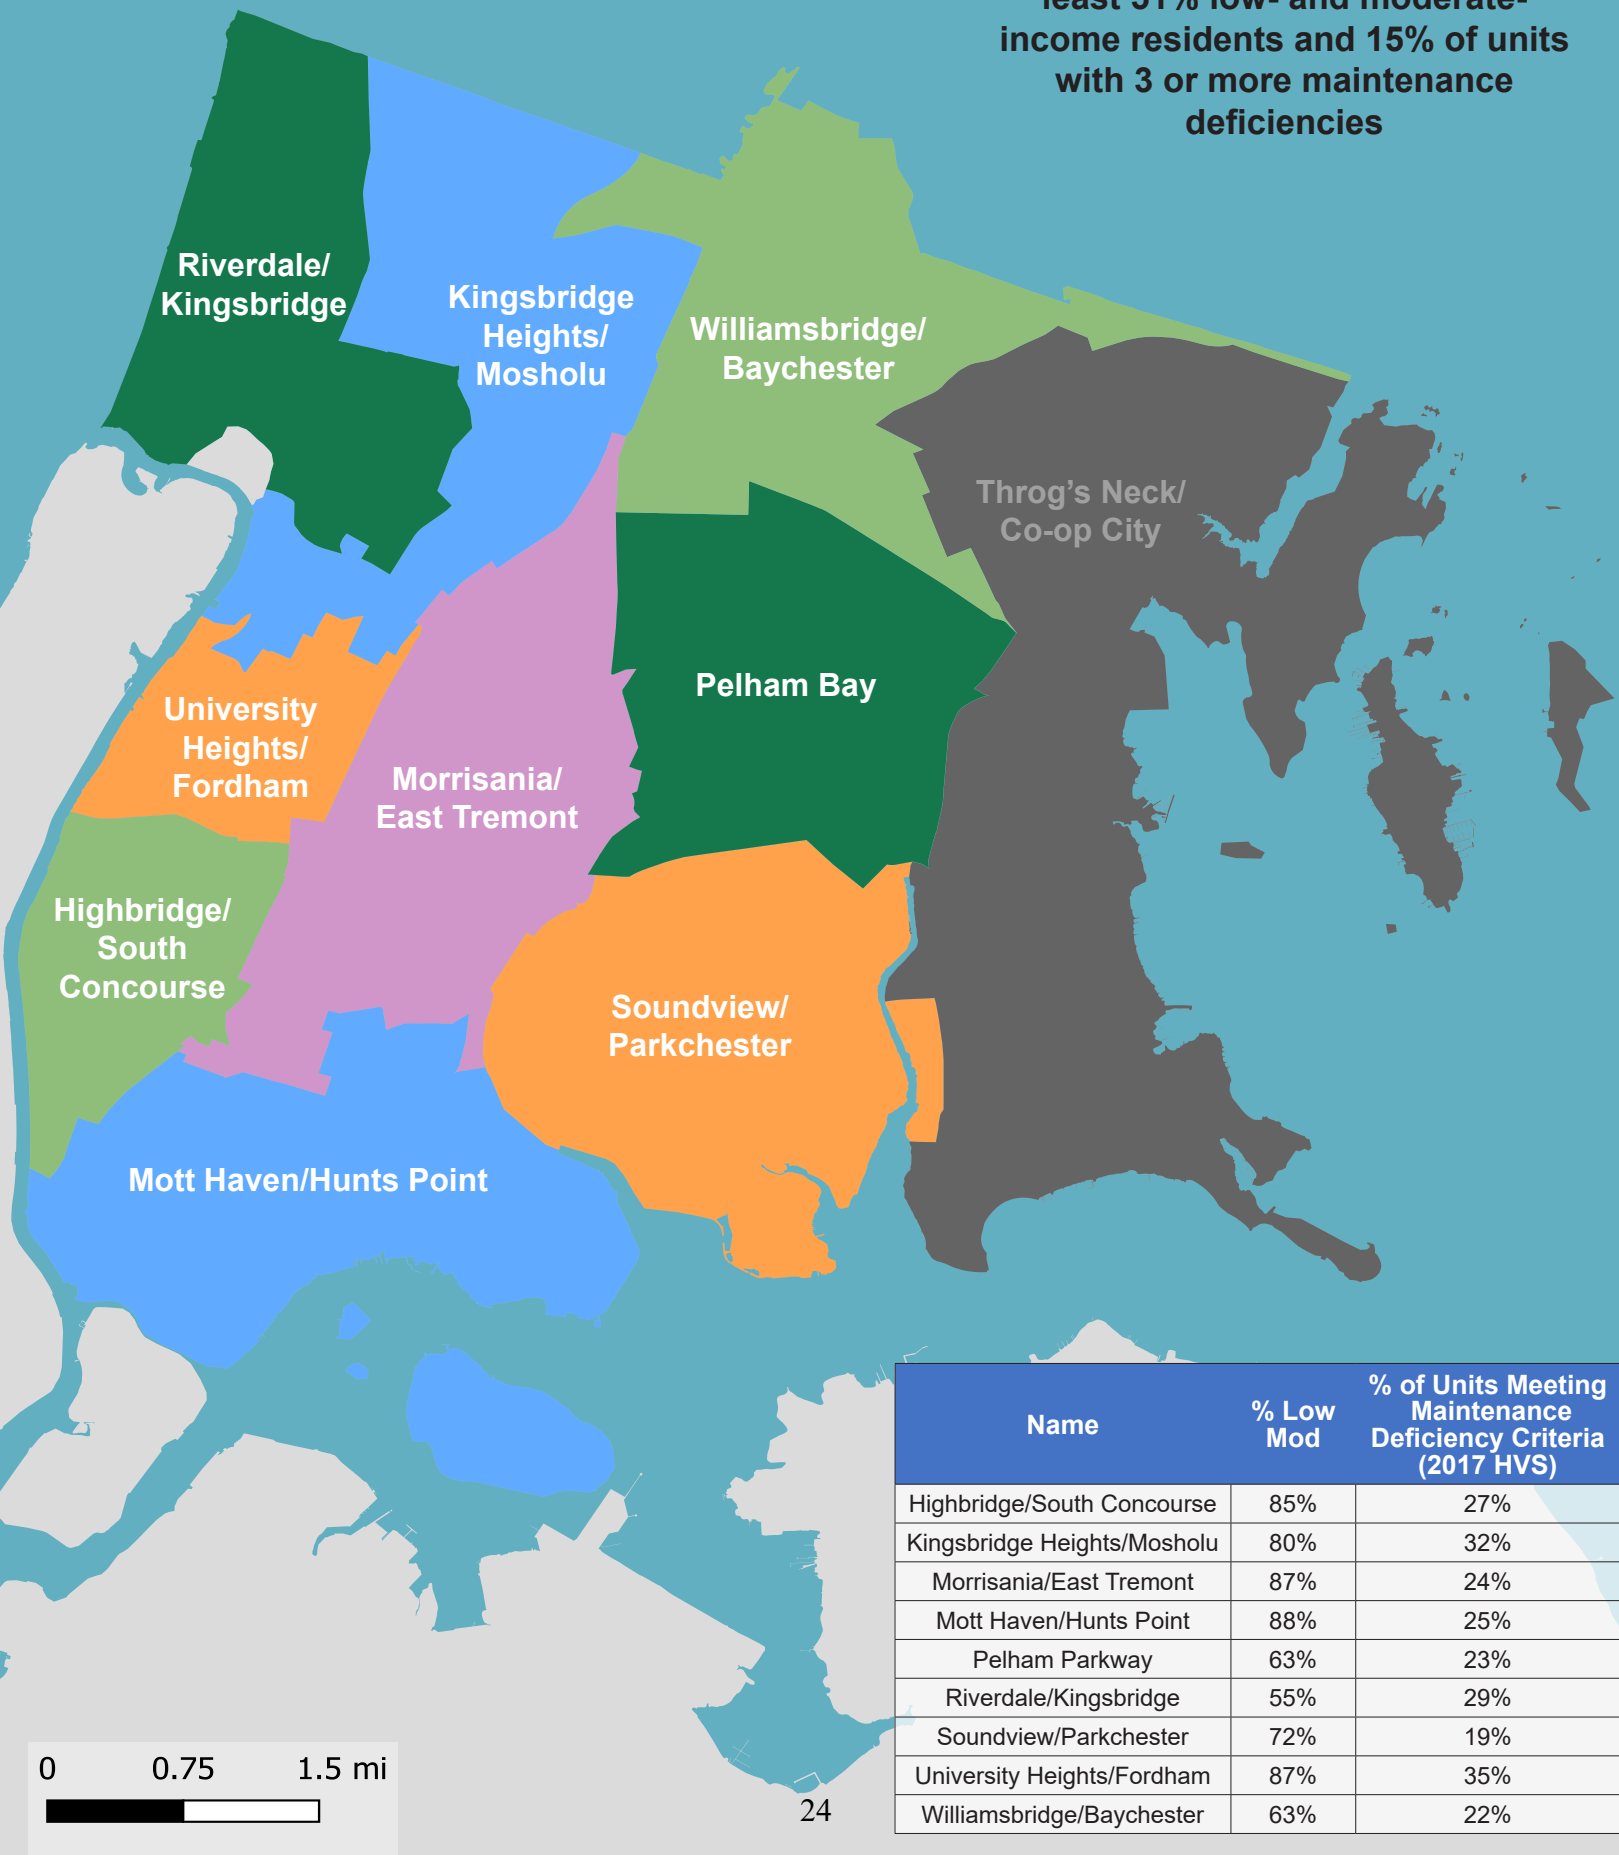 least 51% low- and moderate-
income residents and 15% of units
with 3 or more maintenance
deficiencies
Riverdale/
Kingsbridge
Kingsbridge
Heights/
Mosholu
Williamsbridge/
Baychester
Throg's Neck/
Co-op City
Pelham Bay
University
Heights/
Fordham
Morrisania/
East Tremont
Highbridge/
South
Concourse
Soundview/
Parkchester
Mott Haven/Hunts Point
Name % Low Mod % of Units Meeting Maintenance Deficiency Criteria (2017 HVS)
Highbridge/South Concourse 85% 27%
Kingsbridge Heights/Mosholu 80% 32%
Morrisania/East Tremont 87% 24%
Mott Haven/Hunts Point 88% 25%
Pelham Parkway 63% 23%
Riverdale/Kingsbridge 55% 29%
Soundview/Parkchester 72% 19%
University Heights/Fordham 87% 35%
Williamsbridge/Baychester 63% 22%
0 0.75 1.5 mi
24